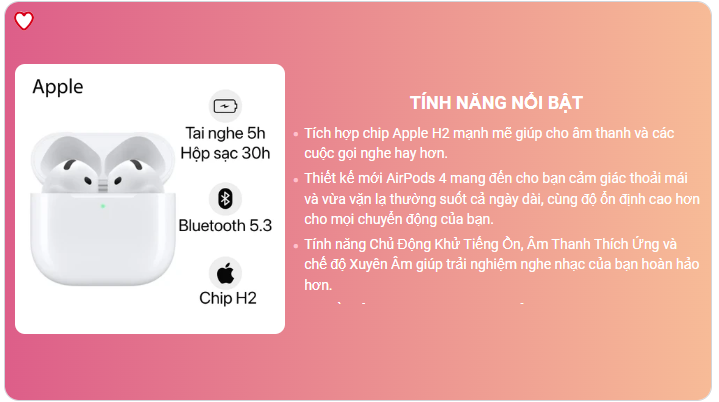 Apple
Tai nghe 5h
Hộp sạc 30h
Bluetooth 5.3
Chip H2
TÍNH NĂNG NỔI BẬT
Tích hợp chip Apple H2 mạnh mẽ giúp cho âm thanh và các
cuộc gọi nghe hay hơn.
Thiết kế mới AirPods 4 mang đến cho bạn cảm giác thoải mái
và vừa vặn lạ thường suốt cả ngày dài, cùng độ ổn định cao hơn
cho mọi chuyển động của bạn.
Tính năng Chủ Động Khử Tiếng Ồn, Âm Thanh Thích Ứng và
chế độ Xuyên Âm giúp trải nghiệm nghe nhạc của bạn hoàn hảo
hơn.